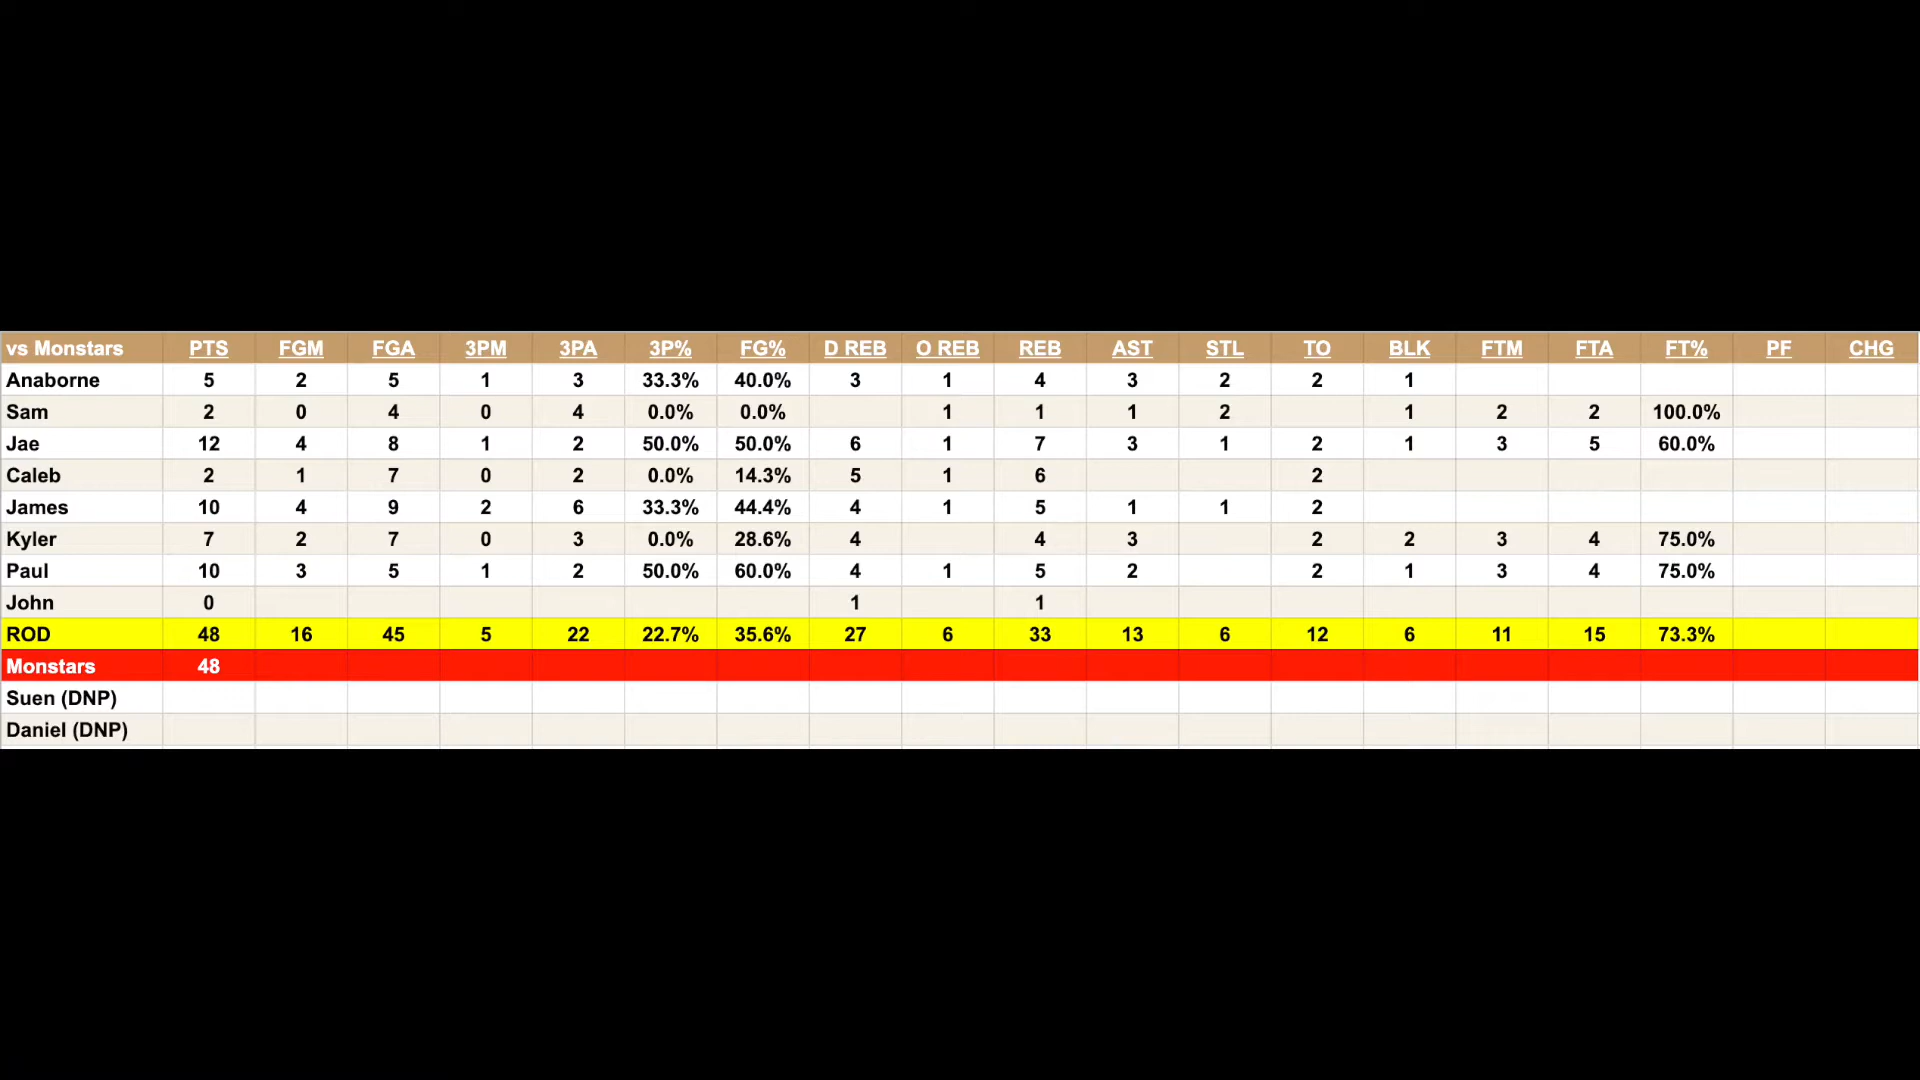 vs Monstars PTS FGM FGA 3PM 3PA 3P% FG% D REB O REB REB AST STL TO BLK FTM FTA FT% PF CHG
Anaborne 5 2 5 1 3 33.3% 40.0% 3 1 4 3 2 2 1
Sam 2 0 4 0 4 0.0% 0.0% 1 1 1 2 1 2 2 100.0%
Jae 12 4 8 1 2 50.0% 50.0% 6 1 7 3 1 2 1 3 5 60.0%
Caleb 2 1 7 0 2 0.0% 14.3% 5 1 6 2
James 10 4 9 2 6 33.3% 44.4% 4 1 5 1 1 2
Kyler 7 2 7 0 3 0.0% 28.6% 4 4 3 2 2 3 4 75.0%
Paul 10 3 5 1 2 50.0% 60.0% 4 1 5 2 2 1 3 4 75.0%
John 0 1 1
ROD 48 16 45 5 22 22.7% 35.6% 27 6 33 13 6 12 6 11 15 73.3%
Monstars 48
Suen (DNP)
Daniel (DNP)